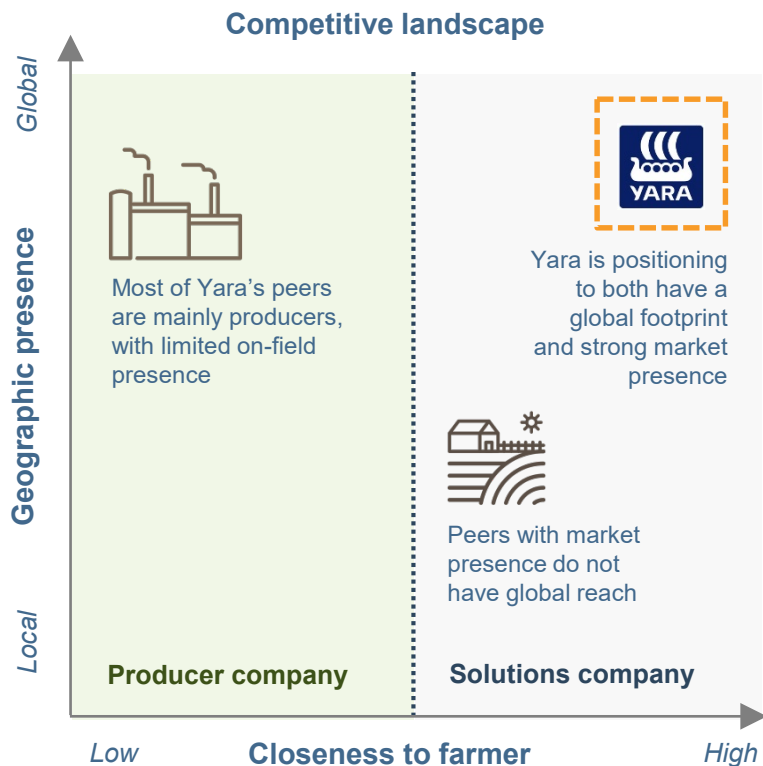 Competitive landscape
Global
Geographic presence
Local
Most of Yara's peers
are mainly producers,
with limited on-field
presence
YARA
Yara is positioning
to both have a
global footprint
and strong market
presence
Peers with market
presence do not
have global reach
Producer company
Solutions company
Low
Closeness to farmer
High